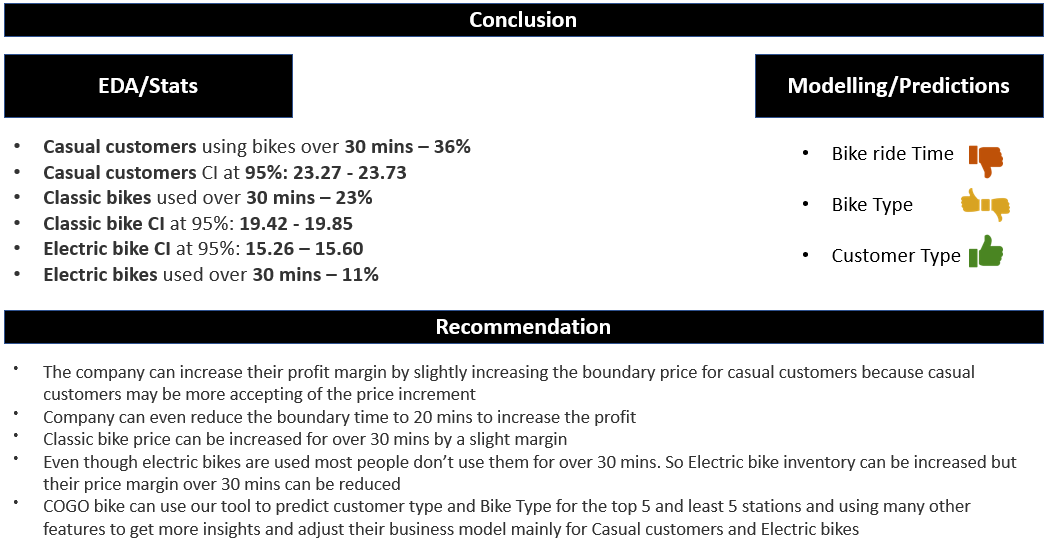 Conclusion
EDA/Stats
• Casual customers using bikes over 30 mins – 36%
• Casual customers CI at 95%: 23.27 - 23.73
• Classic bikes used over 30 mins – 23%
• Classic bike CI at 95%: 19.42 - 19.85
• Electric bike CI at 95%: 15.26 – 15.60
• Electric bikes used over 30 mins – 11%
Modelling/Predictions
• Bike ride Time
• Bike Type
• Customer Type
Recommendation
• The company can increase their profit margin by slightly increasing the boundary price for casual customers because casual
customers may be more accepting of the price increment
• Company can even reduce the boundary time to 20 mins to increase the profit
• Classic bike price can be increased for over 30 mins by a slight margin
• Even though electric bikes are used most people don’t use them for over 30 mins. So Electric bike inventory can be increased but
their price margin over 30 mins can be reduced
• COGO bike can use our tool to predict customer type and Bike Type for the top 5 and least 5 stations and using many other
features to get more insights and adjust their business model mainly for Casual customers and Electric bikes